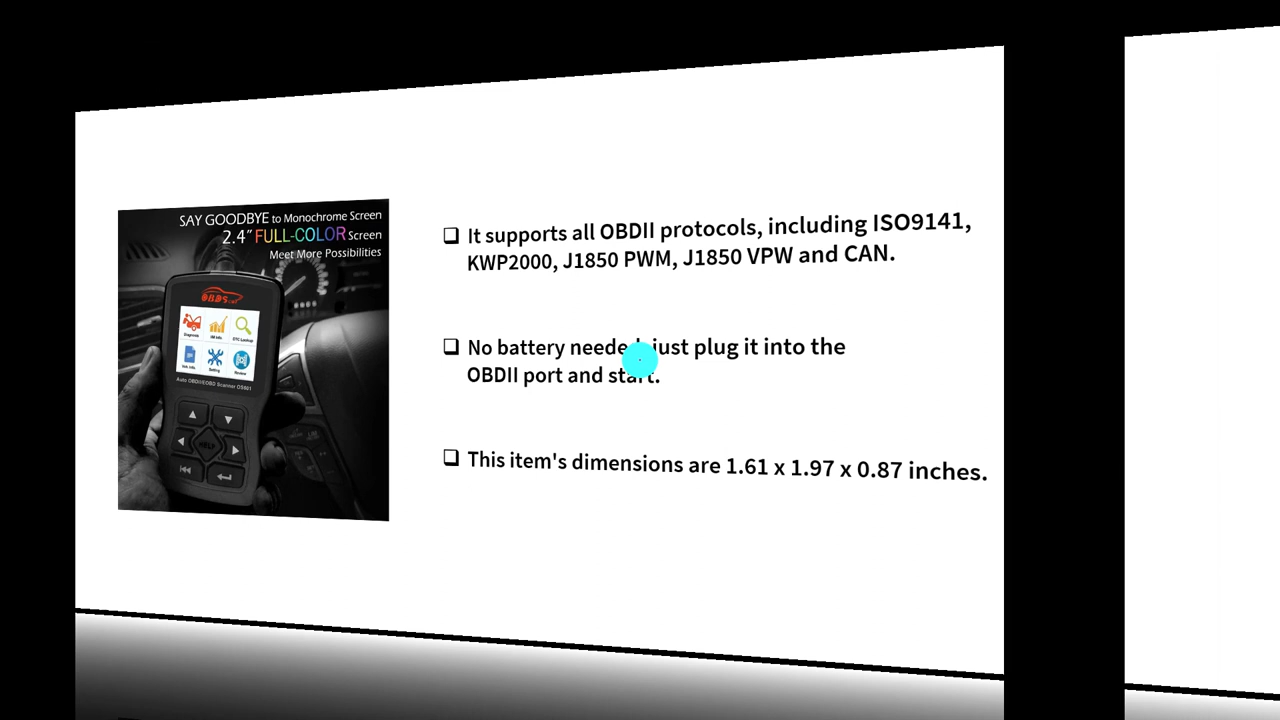 SAY GOODBYE to Monochrome Screen
2.4" FULL-COLOR Screen
Meet More Possibilities
Diagnose
I/M Info
DTC Lookup
Veh. Info
Setting
Review
Auto OBDII/EOBD Scanner OS601
HELP
It supports all OBDII protocols, including ISO9141,
KWP2000, J1850 PWM, J1850 VPW and CAN.
No battery just plug it into the
OBDII port and start.
This item's dimensions are 1.61 x 1.97 x 0.87 inches.